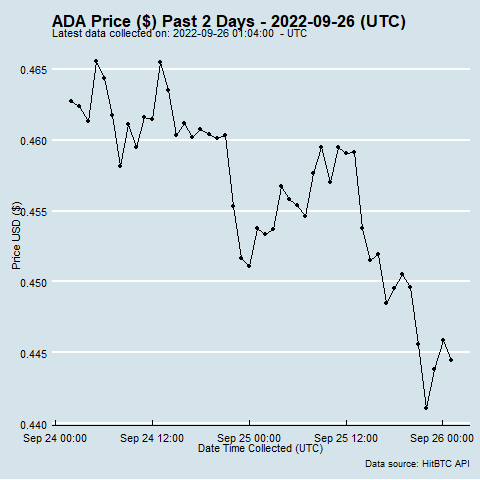 ADA Price ($) Past 2 Days - 2022-09-26 (UTC)
Latest data collected on: 2022-09-26 01:04:00  - UTC
0.465
0.460
0.455
0.450
0.445
0.440
Price USD ($)
Sep 24 00:00
Sep 24 12:00
Sep 25 00:00
Sep 25 12:00
Sep 26 00:00
Date Time Collected (UTC)
Data source: HitBTC API